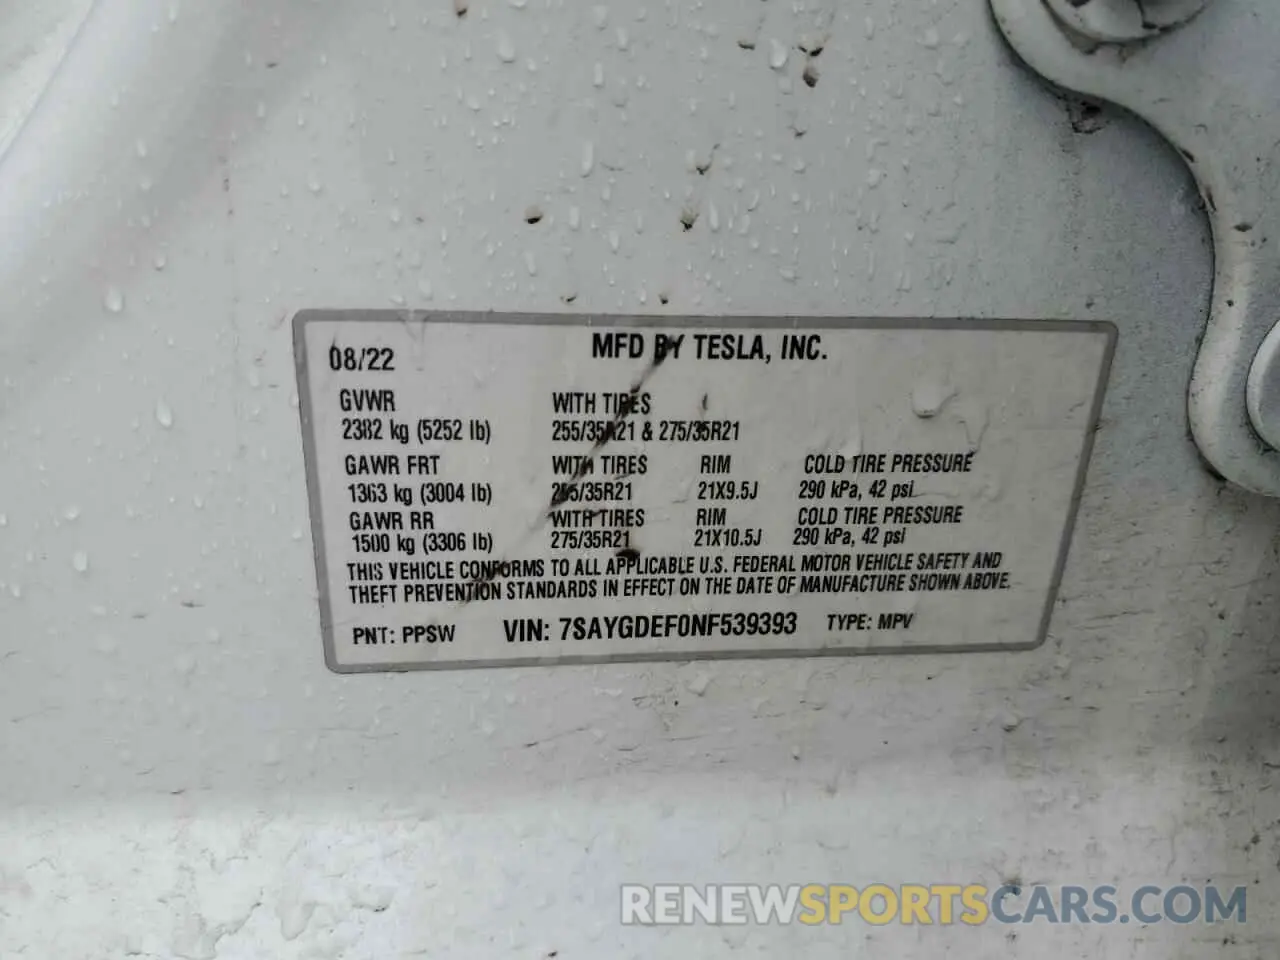 08/22 MFD BY TESLA, INC.
GVWR WITH TIRES
2382 kg (5252 lb) 255/35R21 & 275/35R21
GAWR FRT WITH TIRES RIM COLD TIRE PRESSURE
1363 kg (3004 lb) 255/35R21 21X9.5J 290 kPa, 42 psi
GAWR RR WITH TIRES RIM COLD TIRE PRESSURE
1500 kg (3306 lb) 275/35R21 21X10.5J 290 kPa, 42 psi
THIS VEHICLE CONFORMS TO ALL APPLICABLE U.S. FEDERAL MOTOR VEHICLE SAFETY AND
THEFT PREVENTION STANDARDS IN EFFECT ON THE DATE OF MANUFACTURE SHOWN ABOVE.
PNT: PPSW VIN: 7SAYGDEF0NF539393 TYPE: MPV
RENEWSPORTSCARS.COM